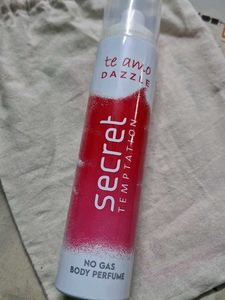 te amo
DAZZLE
secret
TEMPTATION
NO GAS
BODY PERFUME